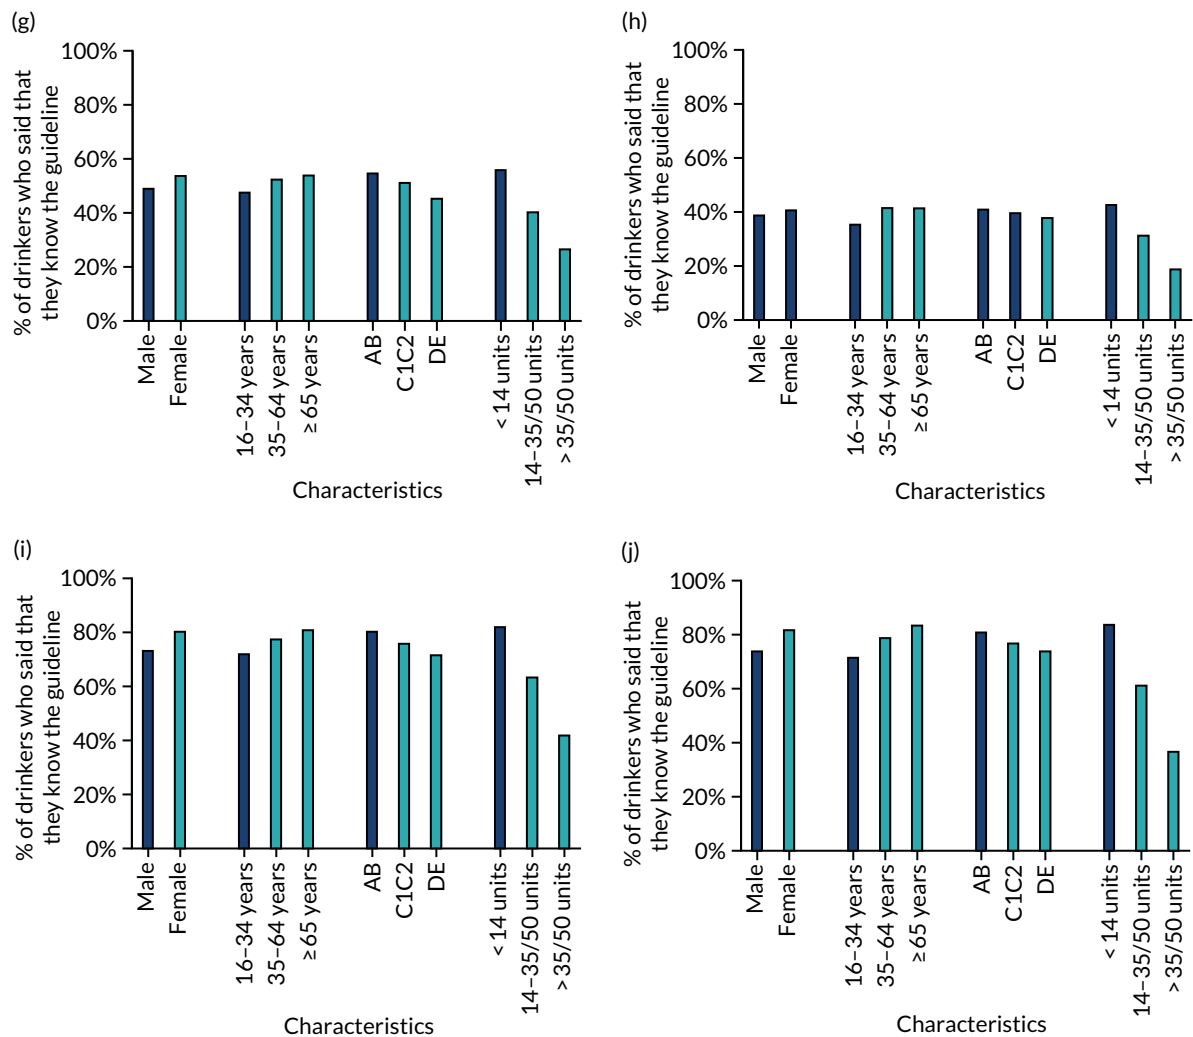 (g)
% of drinkers who said that
they know the guideline
100%
80%
60%
40%
20%
0%
Male
Female
16–34 years
35–64 years
≥ 65 years
AB
C1C2
DE
< 14 units
14–35/50 units
> 35/50 units
Characteristics
(h)
% of drinkers who said that
they know the guideline
100%
80%
60%
40%
20%
0%
Male
Female
16–34 years
35–64 years
≥ 65 years
AB
C1C2
DE
< 14 units
14–35/50 units
> 35/50 units
Characteristics
(i)
% of drinkers who said that
they know the guideline
100%
80%
60%
40%
20%
0%
Male
Female
16–34 years
35–64 years
≥ 65 years
AB
C1C2
DE
< 14 units
14–35/50 units
> 35/50 units
Characteristics
(j)
% of drinkers who said that
they know the guideline
100%
80%
60%
40%
20%
0%
Male
Female
16–34 years
35–64 years
≥ 65 years
AB
C1C2
DE
< 14 units
14–35/50 units
> 35/50 units
Characteristics